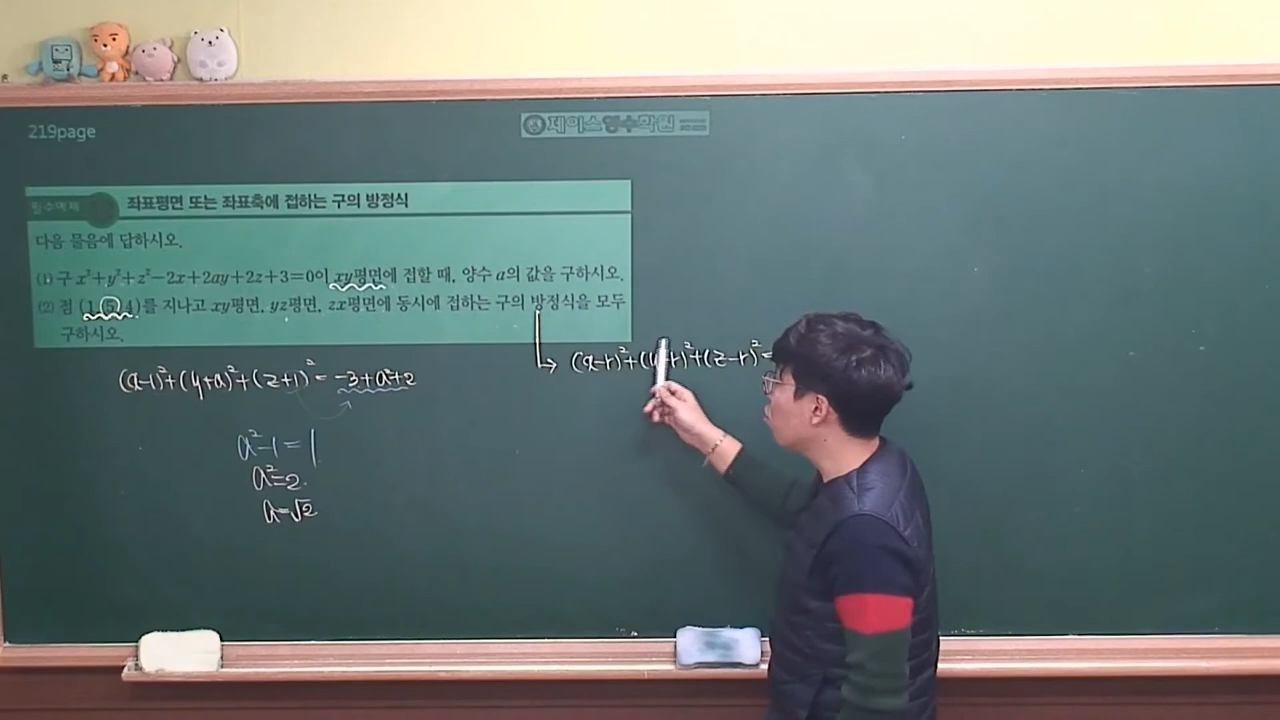 219page
제이스영수학원
필수예제 좌표평면 또는 좌표축에 접하는 구의 방정식
다음 물음에 답하시오.
(1) 구 x²+y²+z²−2x+2ay+2z+3=0이 xy평면에 접할 때, 양수 a의 값을 구하시오.
(2) 점 (1, 5, 4)를 지나고 xy평면, yz평면, zx평면에 동시에 접하는 구의 방정식을 모두
구하시오.
(x-1)²+(y+a)²+(z+1)²= -3+a²+2
a²-1=1
a²=2
a=√2
(x-r)²+(y-r)²+(z-r)²=